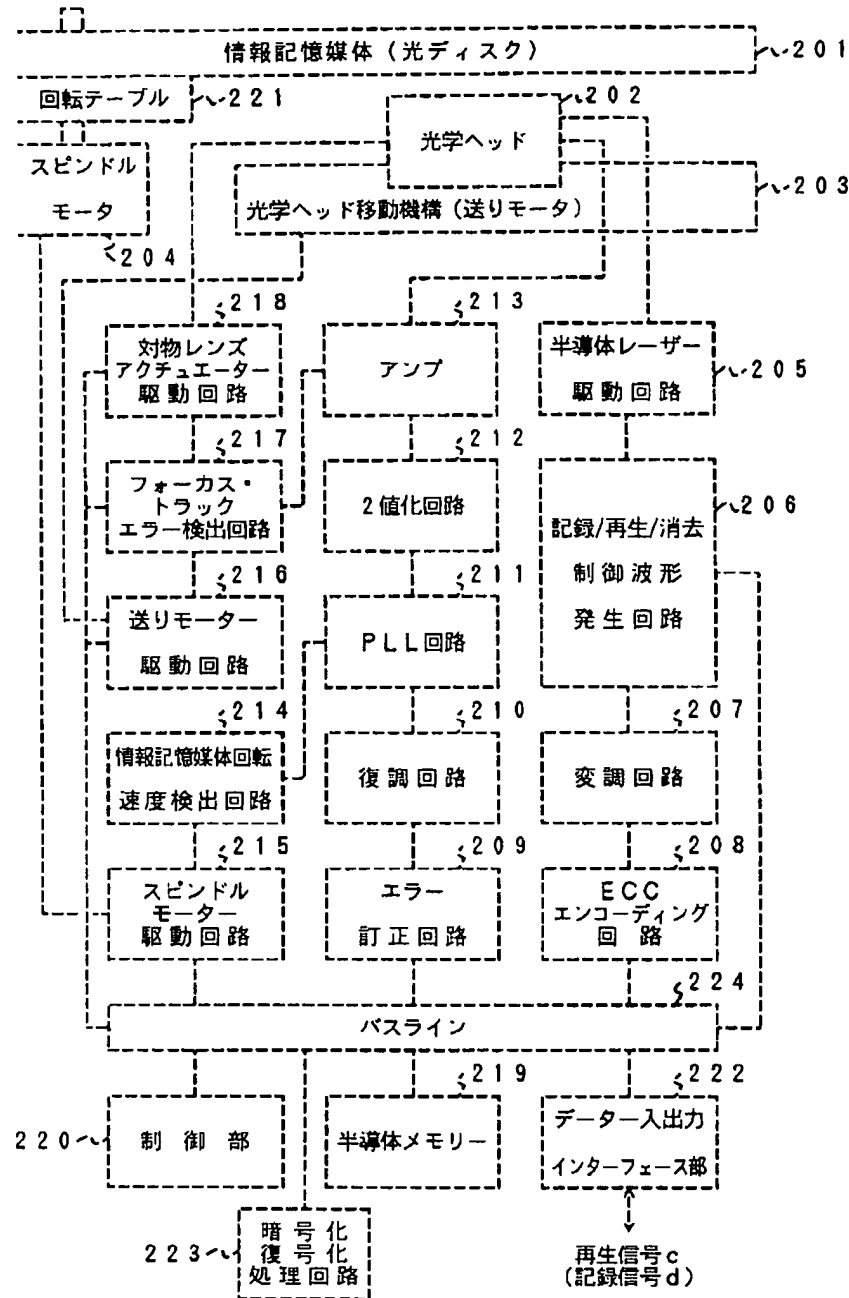 情報記憶媒体(光ディスク)
201
回転テーブル
221
202
光学ヘッド
スピンドル
モータ
203
光学ヘッド移動機構(送りモータ)
204
218
213
対物レンズ
アクチュエーター
駆動回路
アンプ
半導体レーザー
駆動回路
205
217
212
フォーカス・
トラック
エラー検出回路
2値化回路
記録/再生/消去
制御波形
発生回路
206
216
211
送りモーター
駆動回路
PLL回路
214
210
207
情報記憶媒体回転
速度検出回路
復調回路
変調回路
215
209
208
スピンドル
モーター
駆動回路
エラー
訂正回路
ECC
エンコーディング
回路
224
バスライン
219
222
220
制御部
半導体メモリー
データー入出力
インターフェース部
223
暗号化
復号化
処理回路
再生信号c
(記録信号d)